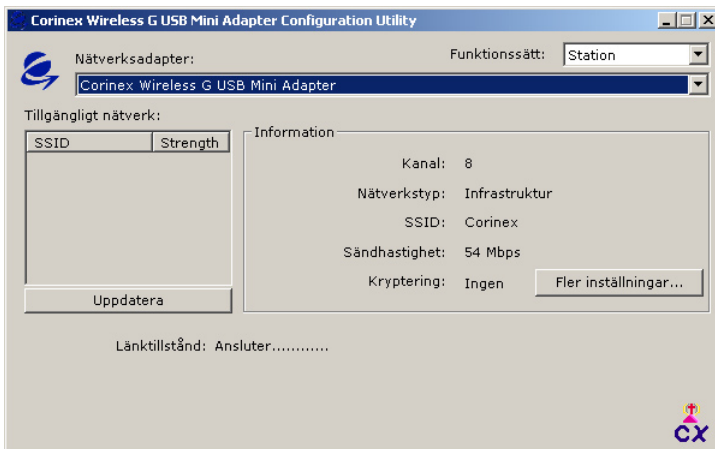 Corinex Wireless G USB Mini Adapter Configuration Utility
Nätverksadapter:
Funktionssätt: Station
Corinex Wireless G USB Mini Adapter
Tillgängligt nätverk:
SSID Strength
Uppdatera
Information
Kanal: 8
Nätverkstyp: Infrastruktur
SSID: Corinex
Sändhastighet: 54 Mbps
Kryptering: Ingen
Fler inställningar...
Länktillstånd: Ansluter............
CX